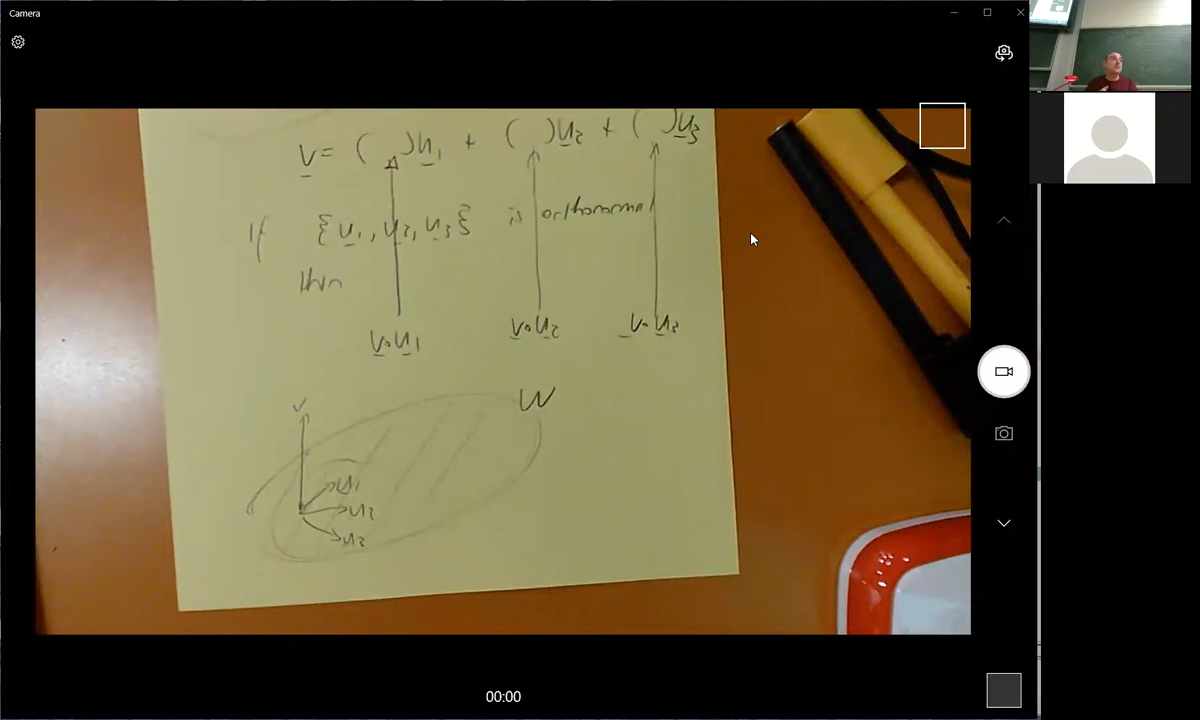 Camera
v = ( )u₁ + ( )u₂ + ( )u₃
If {u₁, u₂, u₃} is orthonormal
then
v·u₁ v·u₂ v·u₃
W
v
u₁
u₂
u₃
00:00